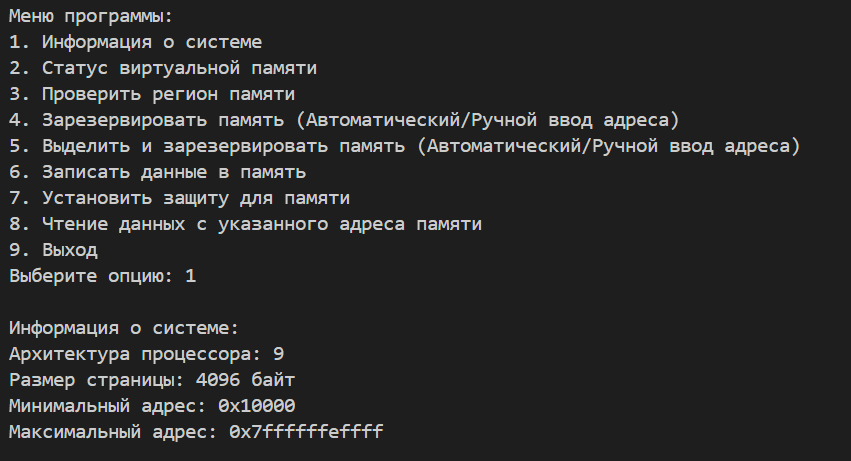 Меню программы:
1. Информация о системе
2. Статус виртуальной памяти
3. Проверить регион памяти
4. Зарезервировать память (Автоматический/Ручной ввод адреса)
5. Выделить и зарезервировать память (Автоматический/Ручной ввод адреса)
6. Записать данные в память
7. Установить защиту для памяти
8. Чтение данных с указанного адреса памяти
9. Выход
Выберите опцию: 1
Информация о системе:
Архитектура процессора: 9
Размер страницы: 4096 байт
Минимальный адрес: 0x10000
Максимальный адрес: 0x7ffffffeffff